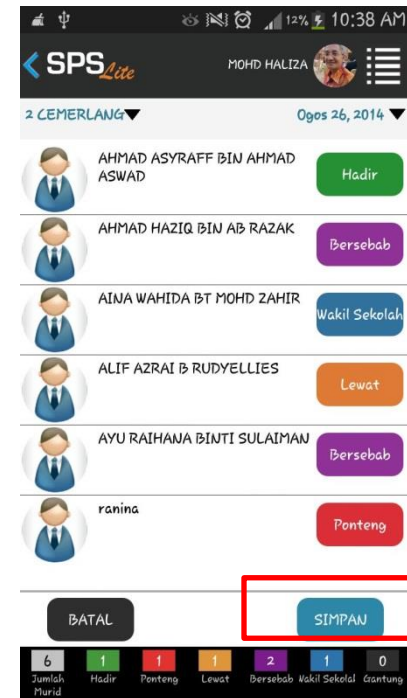 12% 10:38 AM
SPS Lite MOHD HALIZA
2 CEMERLANG▼ Ogos 26, 2014 ▼
AHMAD ASYRAFF BIN AHMAD
ASWAD
Hadir
AHMAD HAZIQ BIN AB RAZAK
Bersebab
AINA WAHIDA BT MOHD ZAHIR
Wakil Sekolah
ALIF AZRAI B RUDYELLIES
Lewat
AYU RAIHANA BINTI SULAIMAN
Bersebab
ranina
Ponteng
BATAL SIMPAN
6 1 1 1 2 1 0
Jumlah Murid Hadir Ponteng Lewat Bersebab Wakil Sekolal Gantung